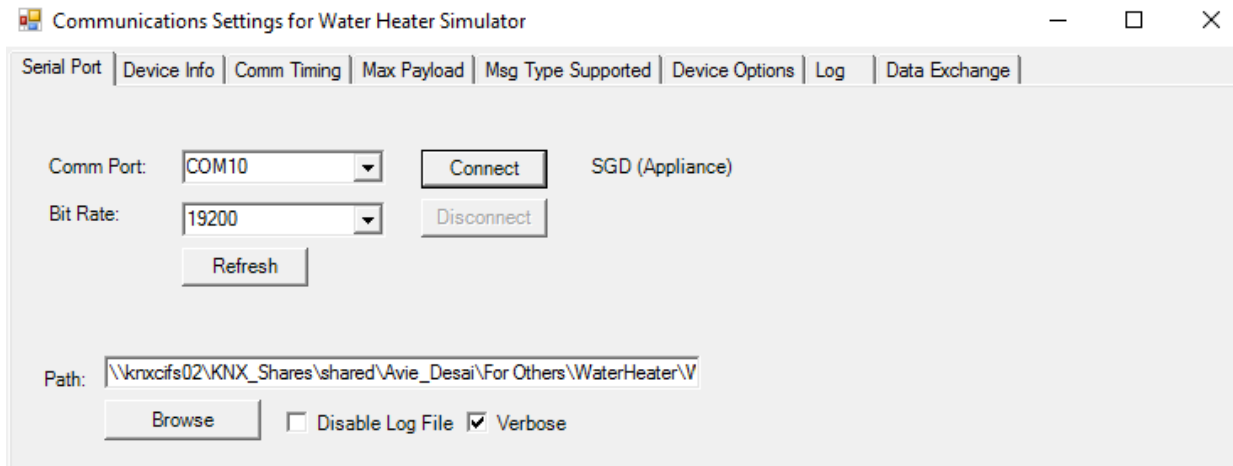 Communications Settings for Water Heater Simulator
Serial Port Device Info Comm Timing Max Payload Msg Type Supported Device Options Log Data Exchange
Comm Port: COM10 Connect SGD (Appliance)
Bit Rate: 19200 Disconnect
Refresh
Path: \\knxcifs02\KNX_Shares\shared\Avie_Desai\For Others\WaterHeater\
Browse Disable Log File Verbose